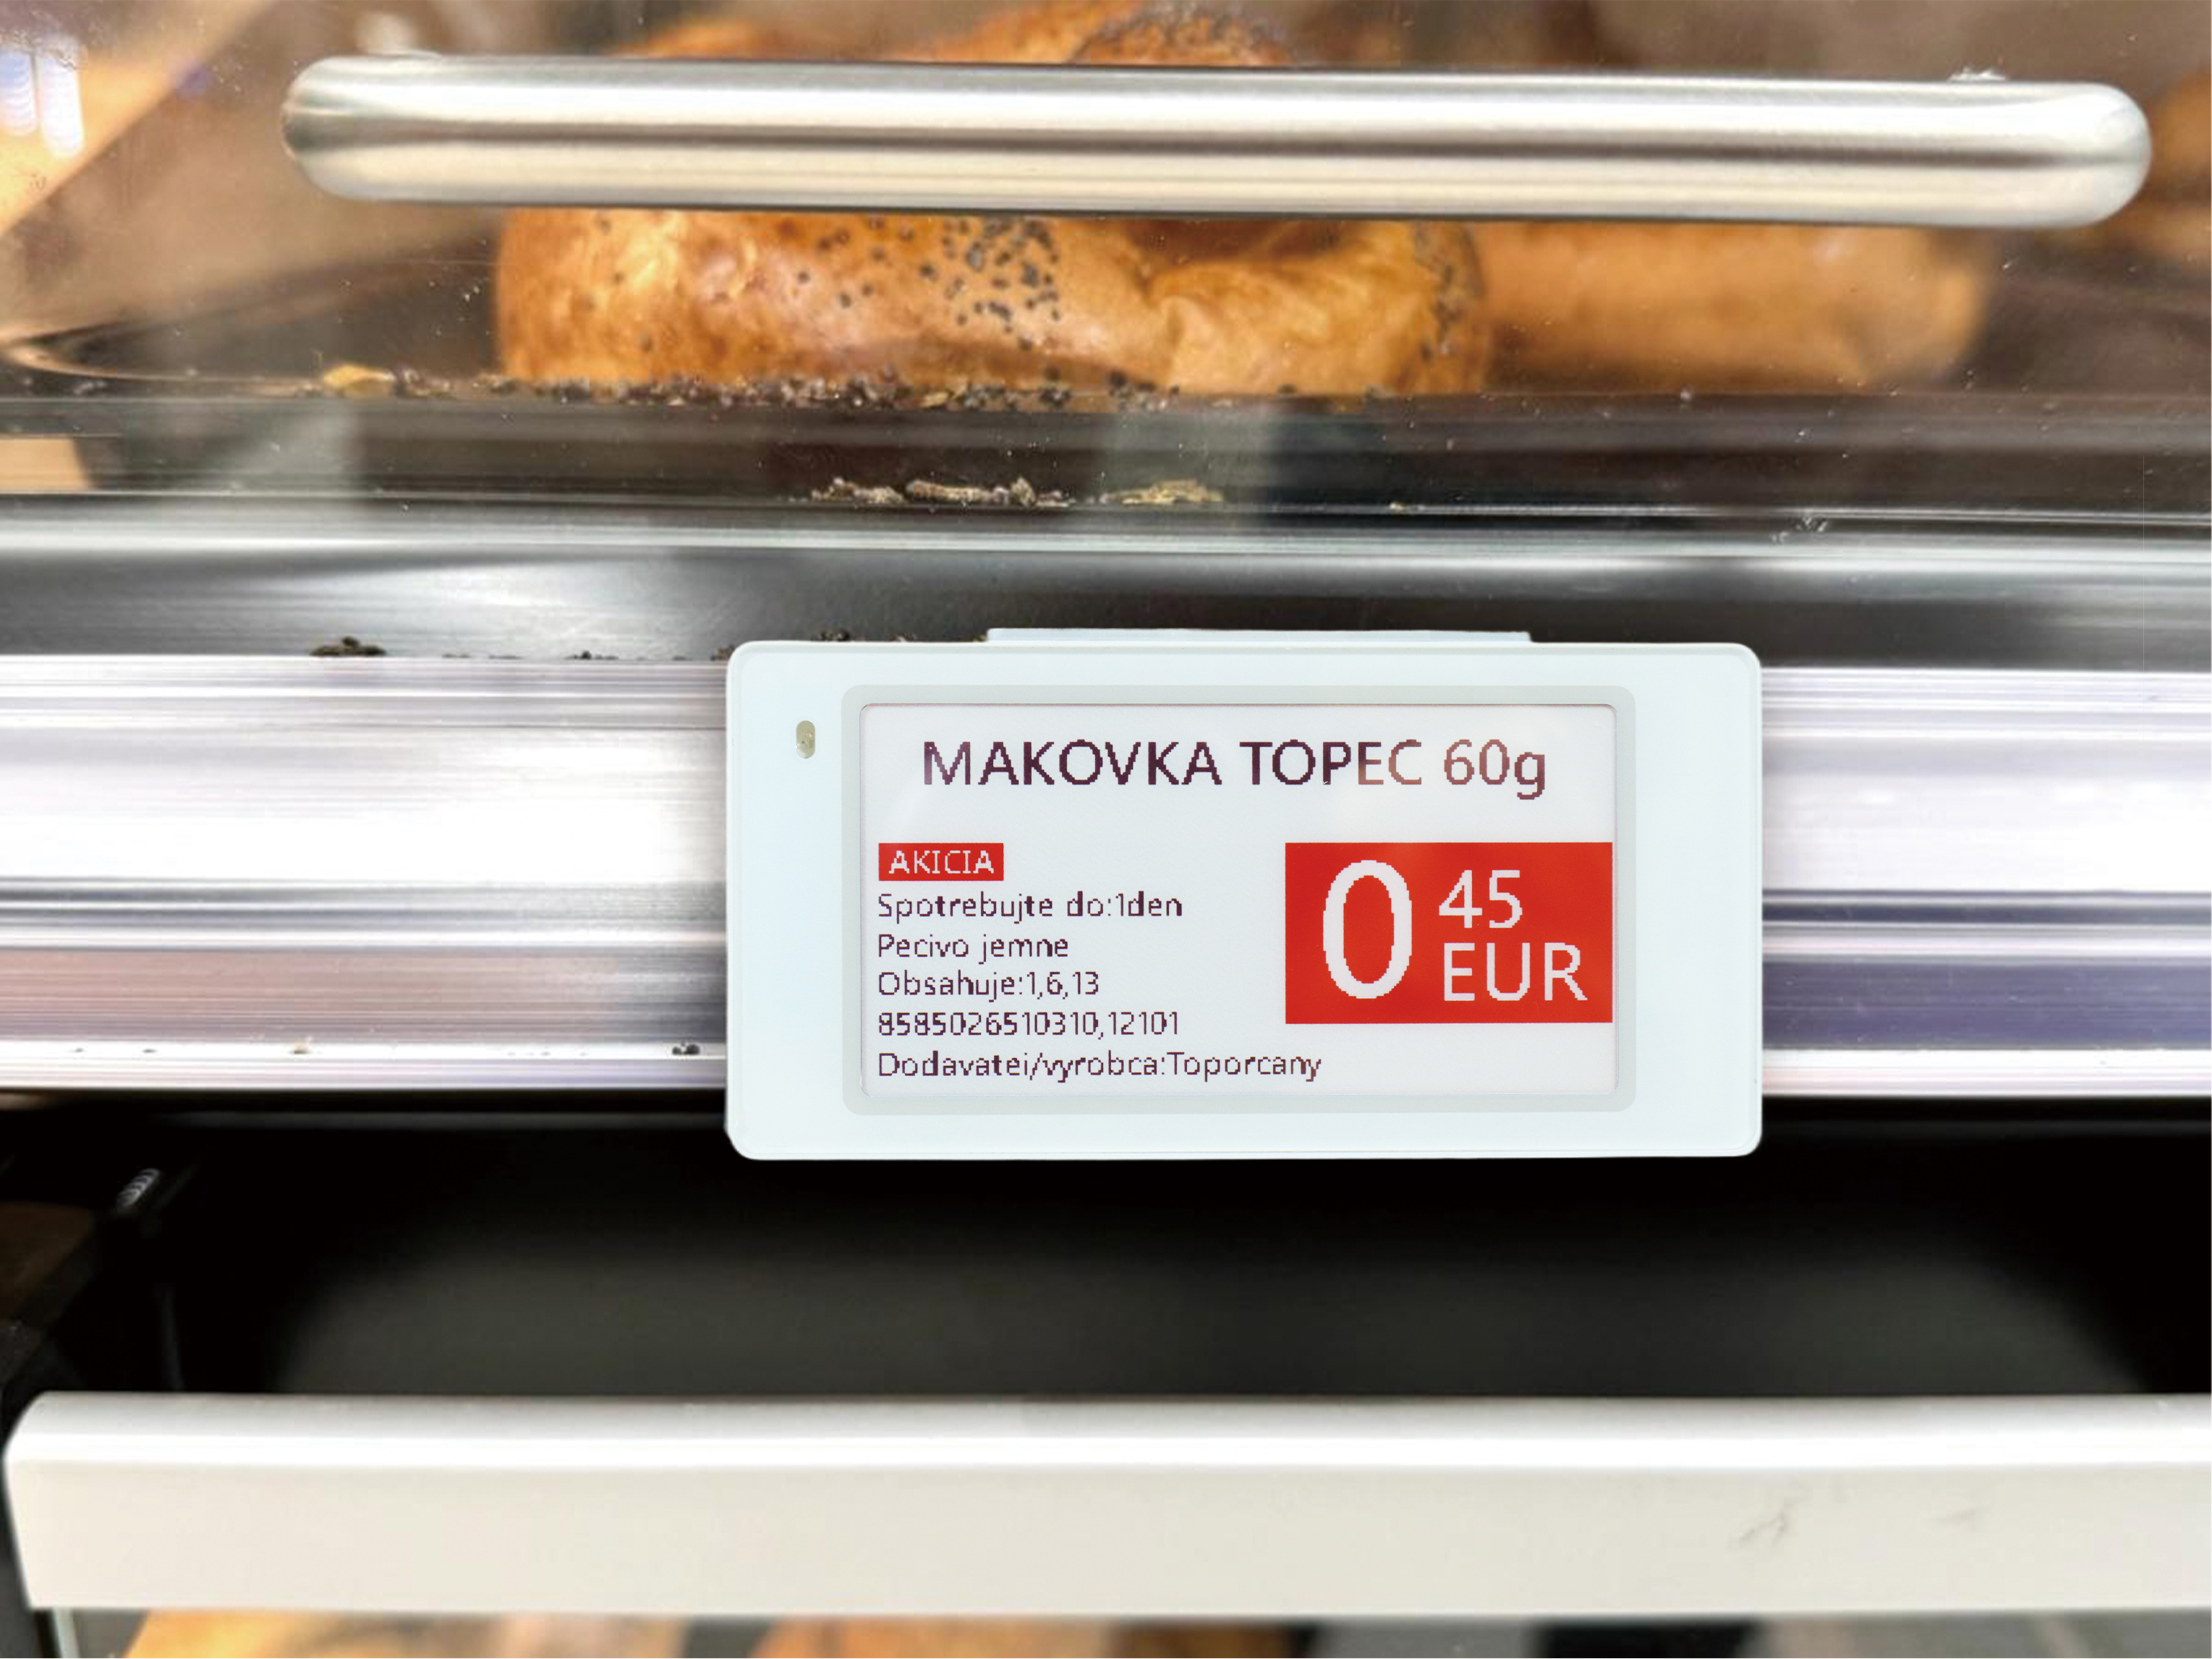 MAKOVKA TOPEC 60g
AKICIA
Spotrebujte do:1den
Pecivo jemne
Obsahuje:1,6,13
8585026510310,12101
Dodavatei/vyrobca:Toporcany
0 45
EUR